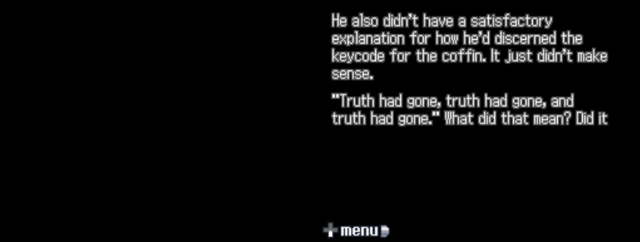 He also didn't have a satisfactory
explanation for how he'd discerned the
keycode for the coffin. It just didn't make
sense.
"Truth had gone, truth had gone, and
truth had gone." What did that mean? Did it
menu